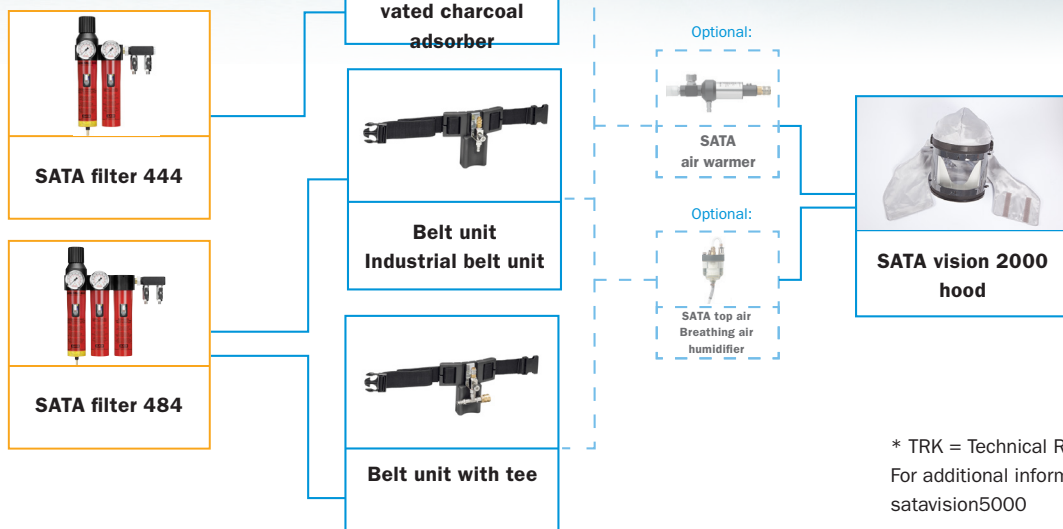 vated charcoal
adsorber
Optional:
SATA
air warmer
SATA filter 444
Optional:
Belt unit
Industrial belt unit
SATA vision 2000
hood
SATA top air
Breathing air
humidifier
SATA filter 484
Belt unit with tee
* TRK = Technical R
For additional inform
satavision5000